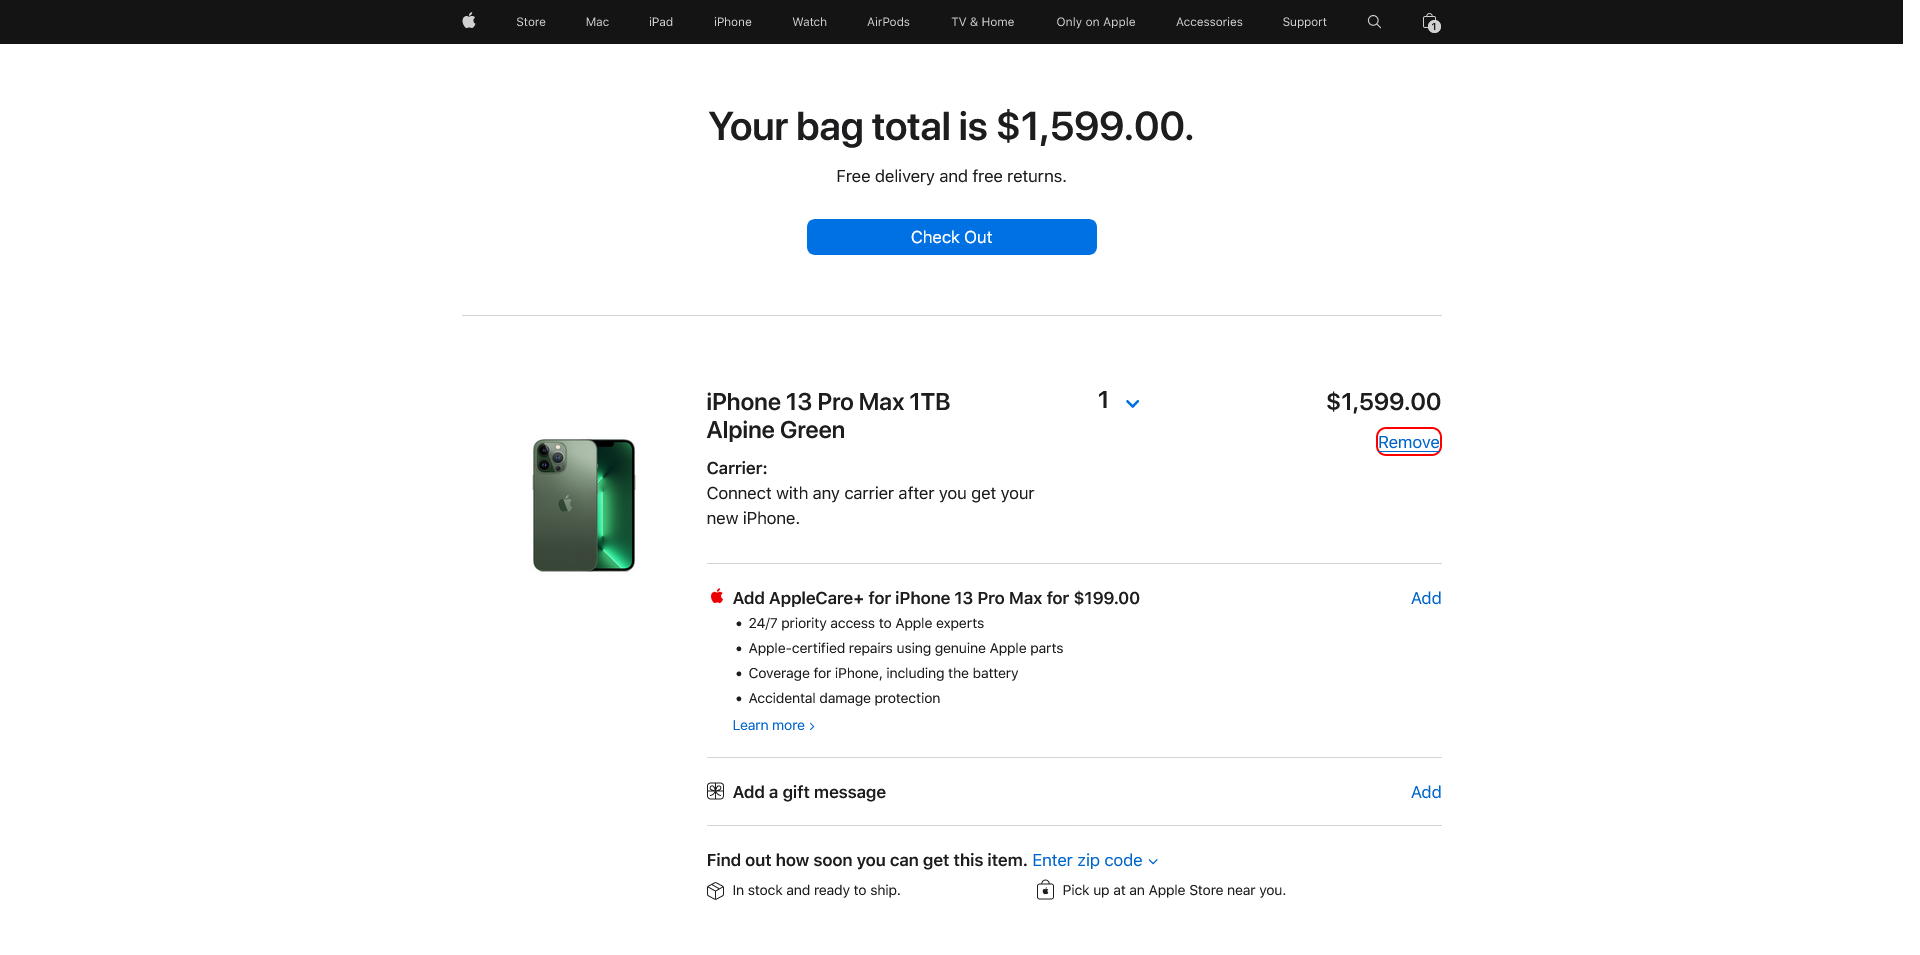 Store Mac iPad iPhone Watch AirPods TV & Home Only on Apple Accessories Support 1
Your bag total is $1,599.00.
Free delivery and free returns.
Check Out
iPhone 13 Pro Max 1TB 1 $1,599.00
Alpine Green
Remove
Carrier:
Connect with any carrier after you get your
new iPhone.
Add AppleCare+ for iPhone 13 Pro Max for $199.00 Add
• 24/7 priority access to Apple experts
• Apple-certified repairs using genuine Apple parts
• Coverage for iPhone, including the battery
• Accidental damage protection
Learn more ›
Add a gift message Add
Find out how soon you can get this item. Enter zip code
In stock and ready to ship. Pick up at an Apple Store near you.